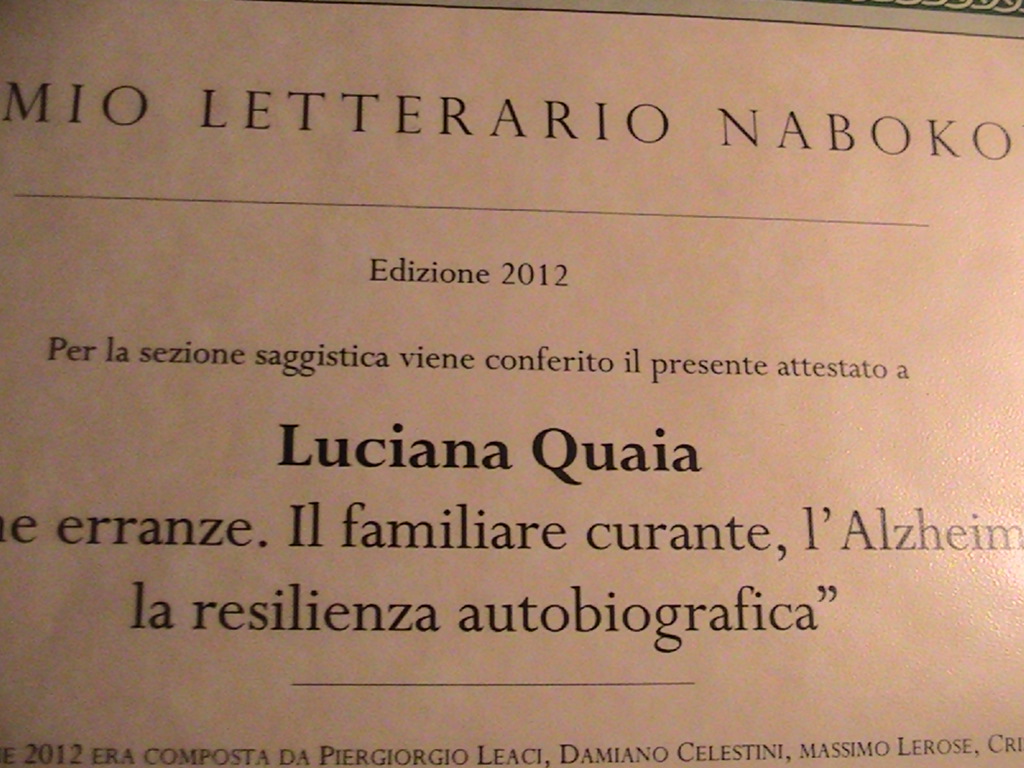 MIO LETTERARIO NABOKO
Edizione 2012
Per la sezione saggistica viene conferito il presente attestato a
Luciana Quaia
e erranze. Il familiare curante, l'Alzheim
la resilienza autobiografica”
E 2012 ERA COMPOSTA DA PIERGIORGIO LEACI, DAMIANO CELESTINI, MASSIMO LEROSE, CRI